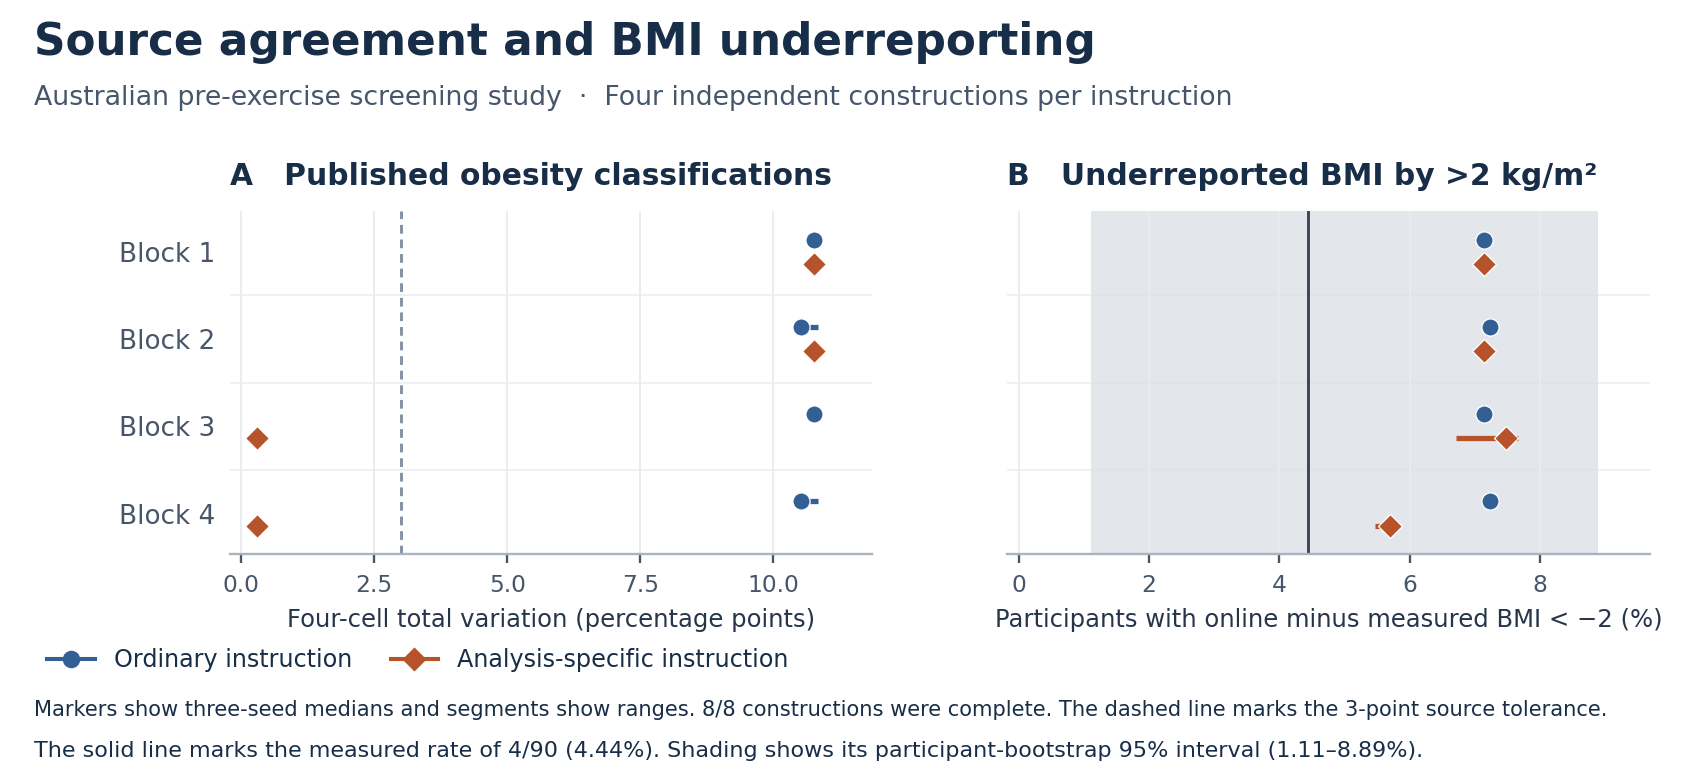 Source agreement and BMI underreporting
Australian pre-exercise screening study · Four independent constructions per instruction
A Published obesity classifications
B Underreported BMI by >2 kg/m²
Block 1
Block 2
Block 3
Block 4
0.0 2.5 5.0 7.5 10.0
0 2 4 6 8
Four-cell total variation (percentage points)
Participants with online minus measured BMI < −2 (%)
Ordinary instruction Analysis-specific instruction
Markers show three-seed medians and segments show ranges. 8/8 constructions were complete. The dashed line marks the 3-point source tolerance.
The solid line marks the measured rate of 4/90 (4.44%). Shading shows its participant-bootstrap 95% interval (1.11–8.89%).